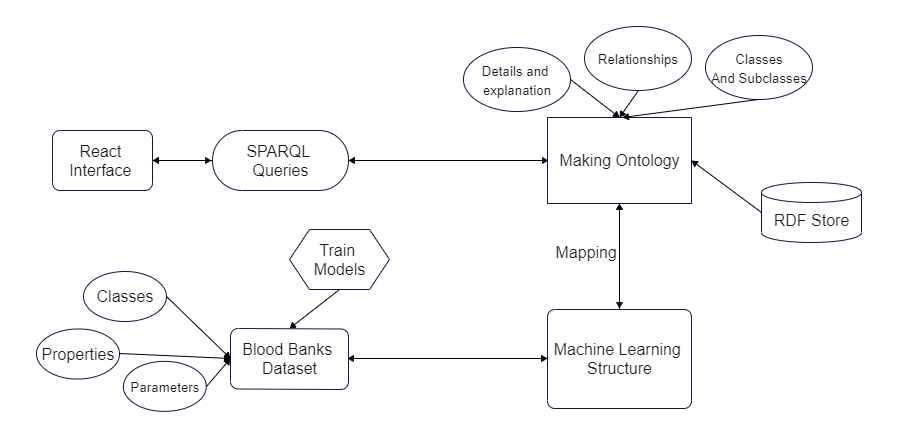 Details and
explanation
Relationships
Classes
And Subclasses
React
Interface
SPARQL
Queries
Making Ontology
RDF Store
Train
Models
Mapping
Classes
Properties
Parameters
Blood Banks
Dataset
Machine Learning
Structure